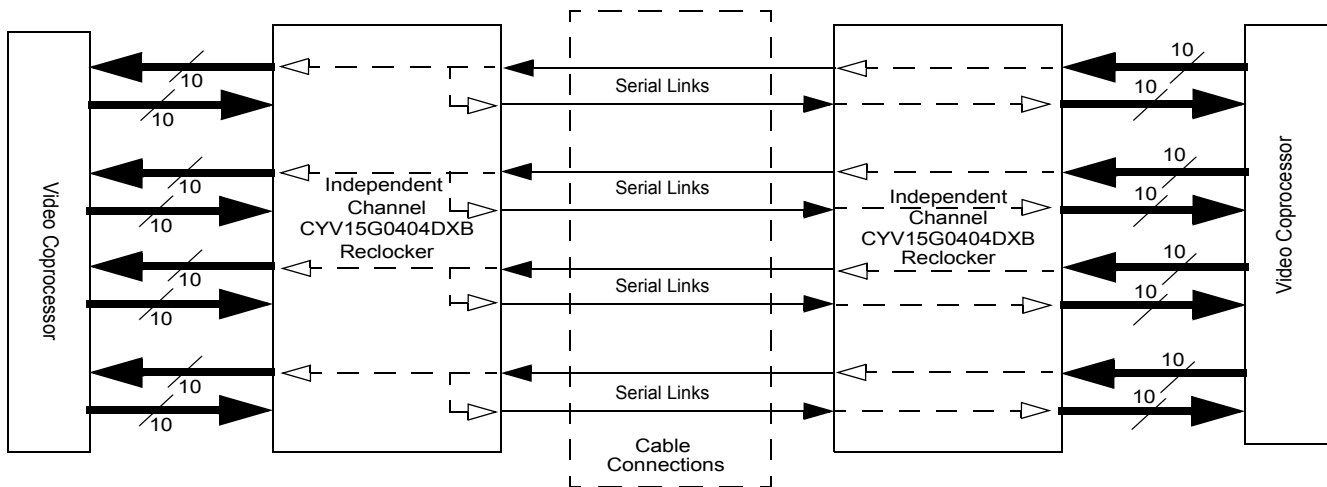 Video Coprocessor
10
10
10
10
10
10
10
10
Independent
Channel
CYV15G0404DXB
Reclocker
Serial Links
Serial Links
Serial Links
Serial Links
Cable
Connections
Independent
Channel
CYV15G0404DXB
Reclocker
10
10
10
10
10
10
10
10
Video Coprocessor